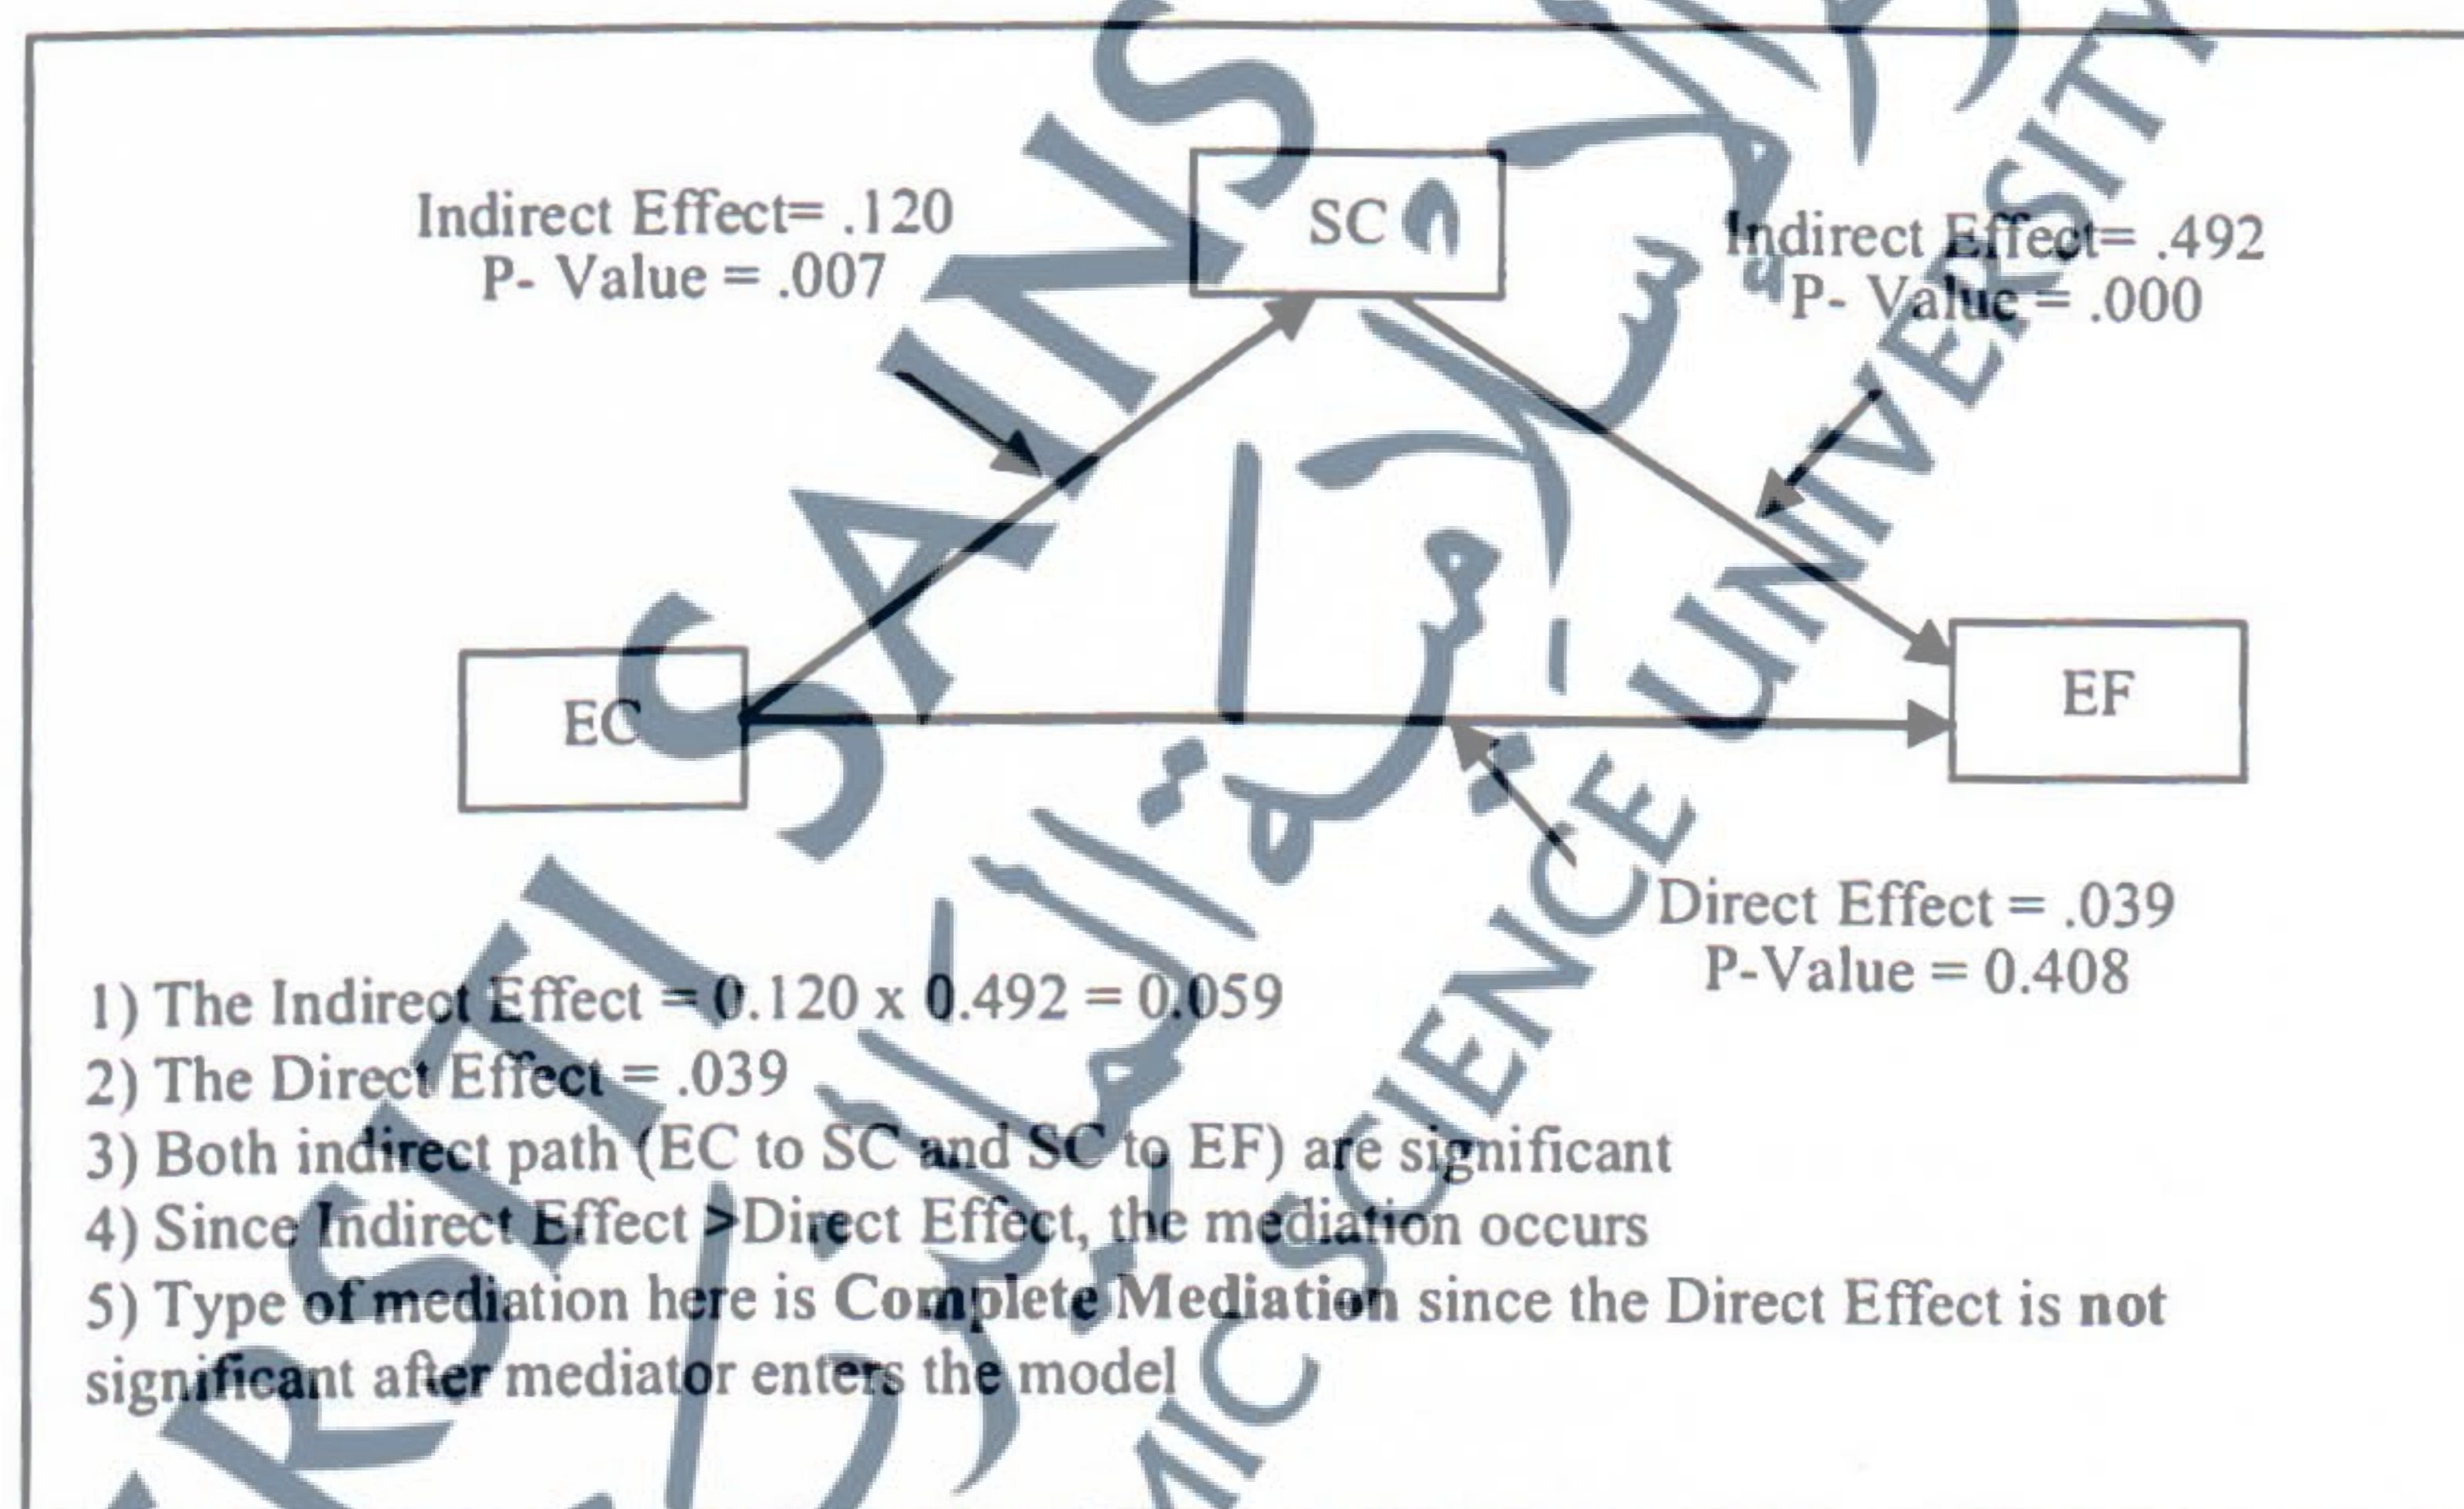 Indirect Effect= .120
P- Value = .007
SC
Indirect Effect= .492
P- Value = .000
EC
EF
Direct Effect = .039
P-Value = 0.408
1) The Indirect Effect = 0.120 x 0.492 = 0.059
2) The Direct Effect = .039
3) Both indirect path (EC to SC and SC to EF) are significant
4) Since Indirect Effect >Direct Effect, the mediation occurs
5) Type of mediation here is Complete Mediation since the Direct Effect is not
significant after mediator enters the model
SAINS
SCIENCE UNIVERSITY